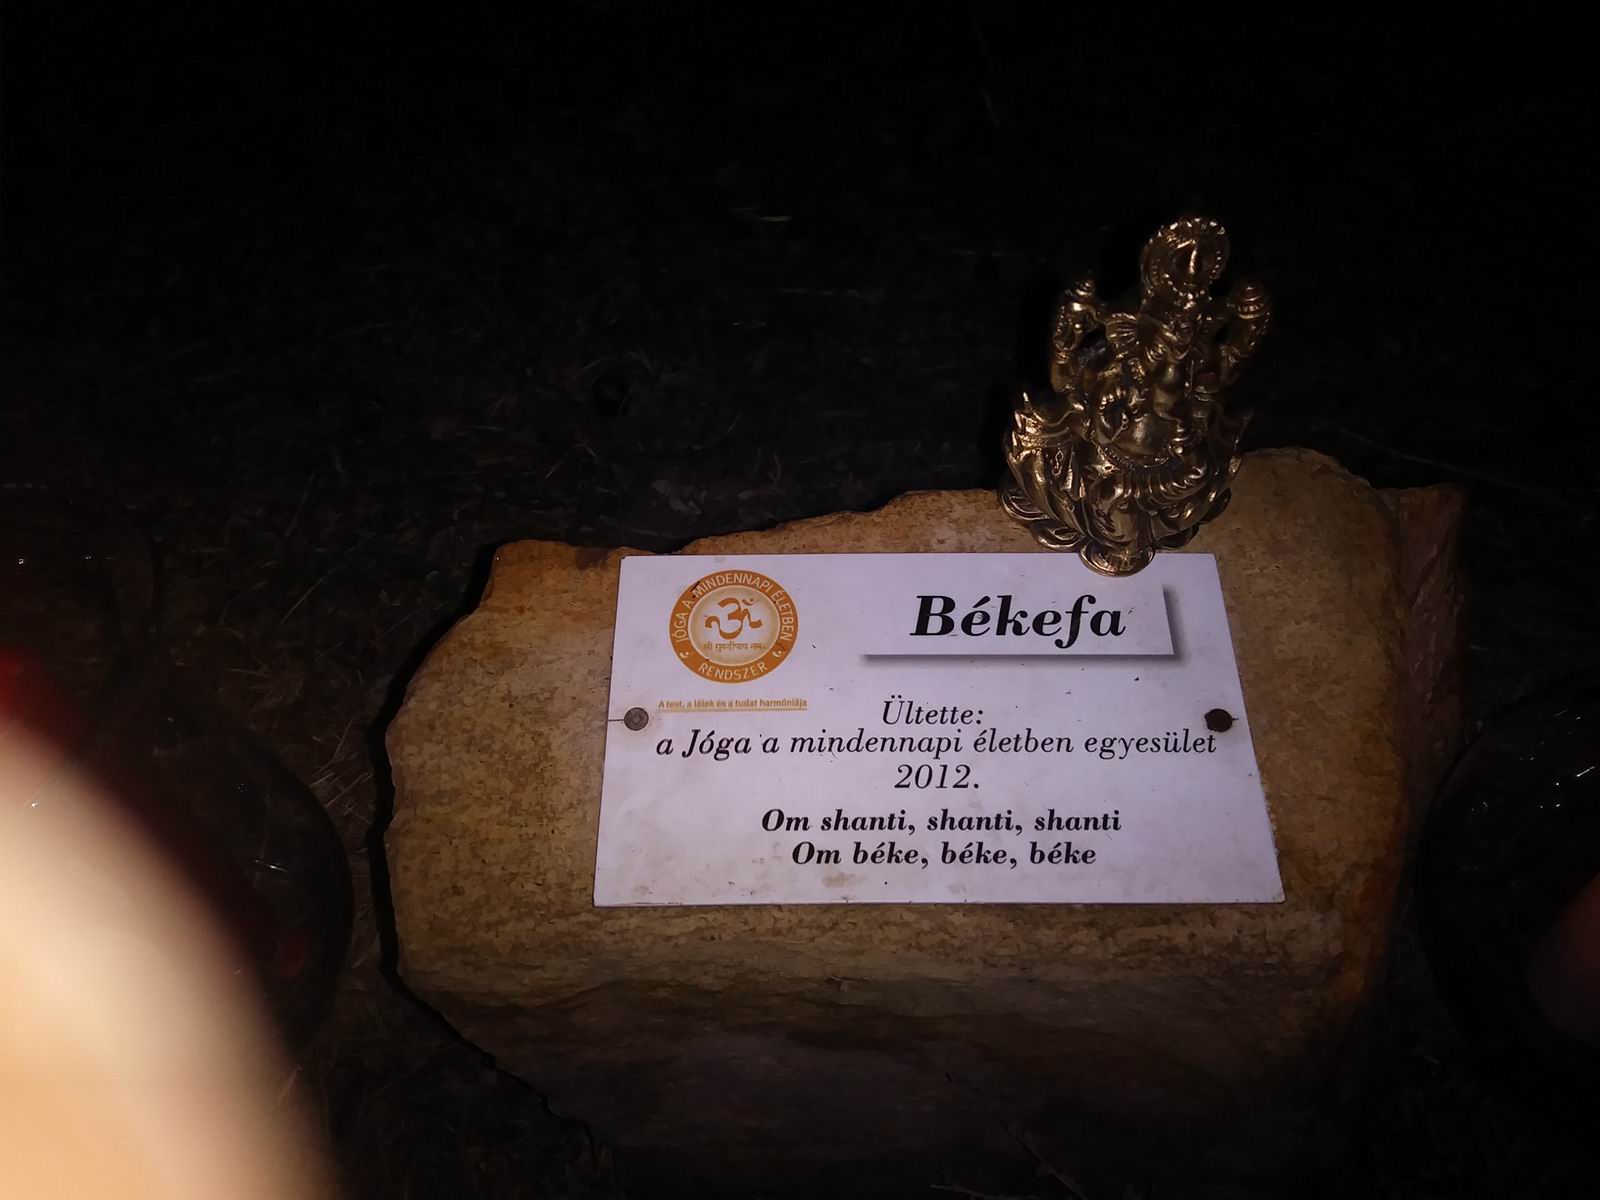 JÓGA A MINDENNAPI ÉLETBEN
RENDSZER
A test, a lélek és a tudat harmóniája
Békefa
Ültette:
a Jóga a mindennapi életben egyesület
2012.
Om shanti, shanti, shanti
Om béke, béke, béke